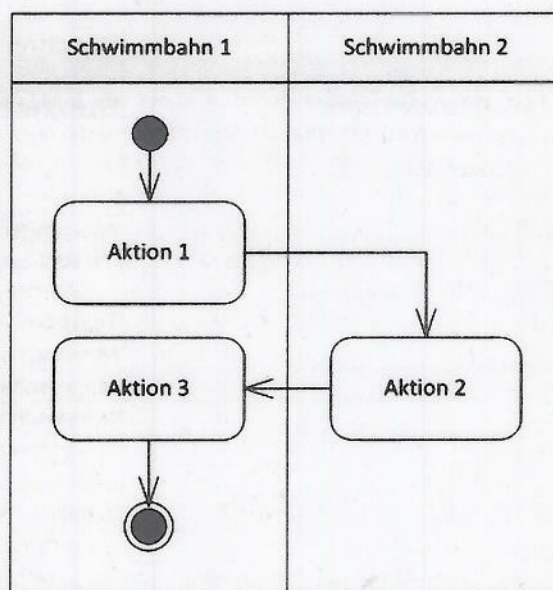 Schwimmbahn 1
Schwimmbahn 2
Aktion 1
Aktion 3
Aktion 2